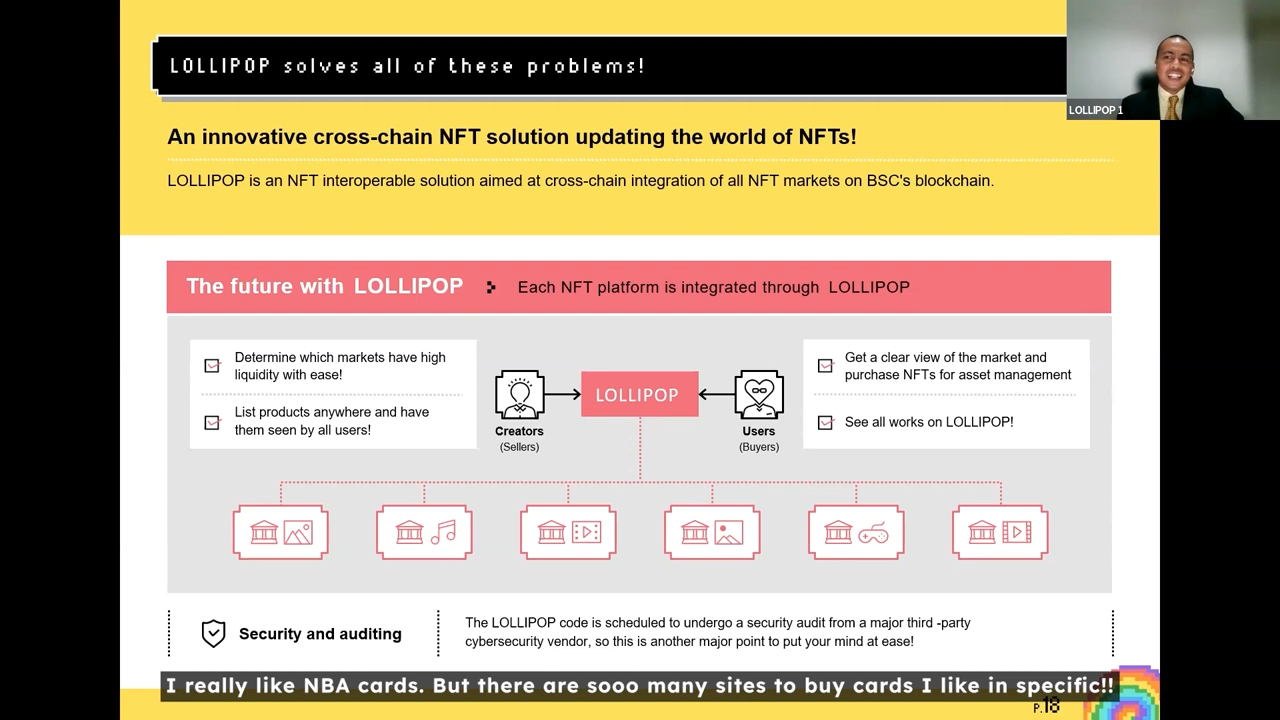 LOLLIPOP solves all of these problems!
LOLLIPOP 1
An innovative cross-chain NFT solution updating the world of NFTs!
LOLLIPOP is an NFT interoperable solution aimed at cross-chain integration of all NFT markets on BSC's blockchain.
The future with LOLLIPOP
Each NFT platform is integrated through LOLLIPOP
Determine which markets have high
liquidity with ease!
List products anywhere and have
them seen by all users!
Creators
(Sellers)
LOLLIPOP
Users
(Buyers)
Get a clear view of the market and
purchase NFTs for asset management
See all works on LOLLIPOP!
Security and auditing
The LOLLIPOP code is scheduled to undergo a security audit from a major third -party
cybersecurity vendor, so this is another major point to put your mind at ease!
I really like NBA cards. But there are sooo many sites to buy cards I like in specific!!
P.18